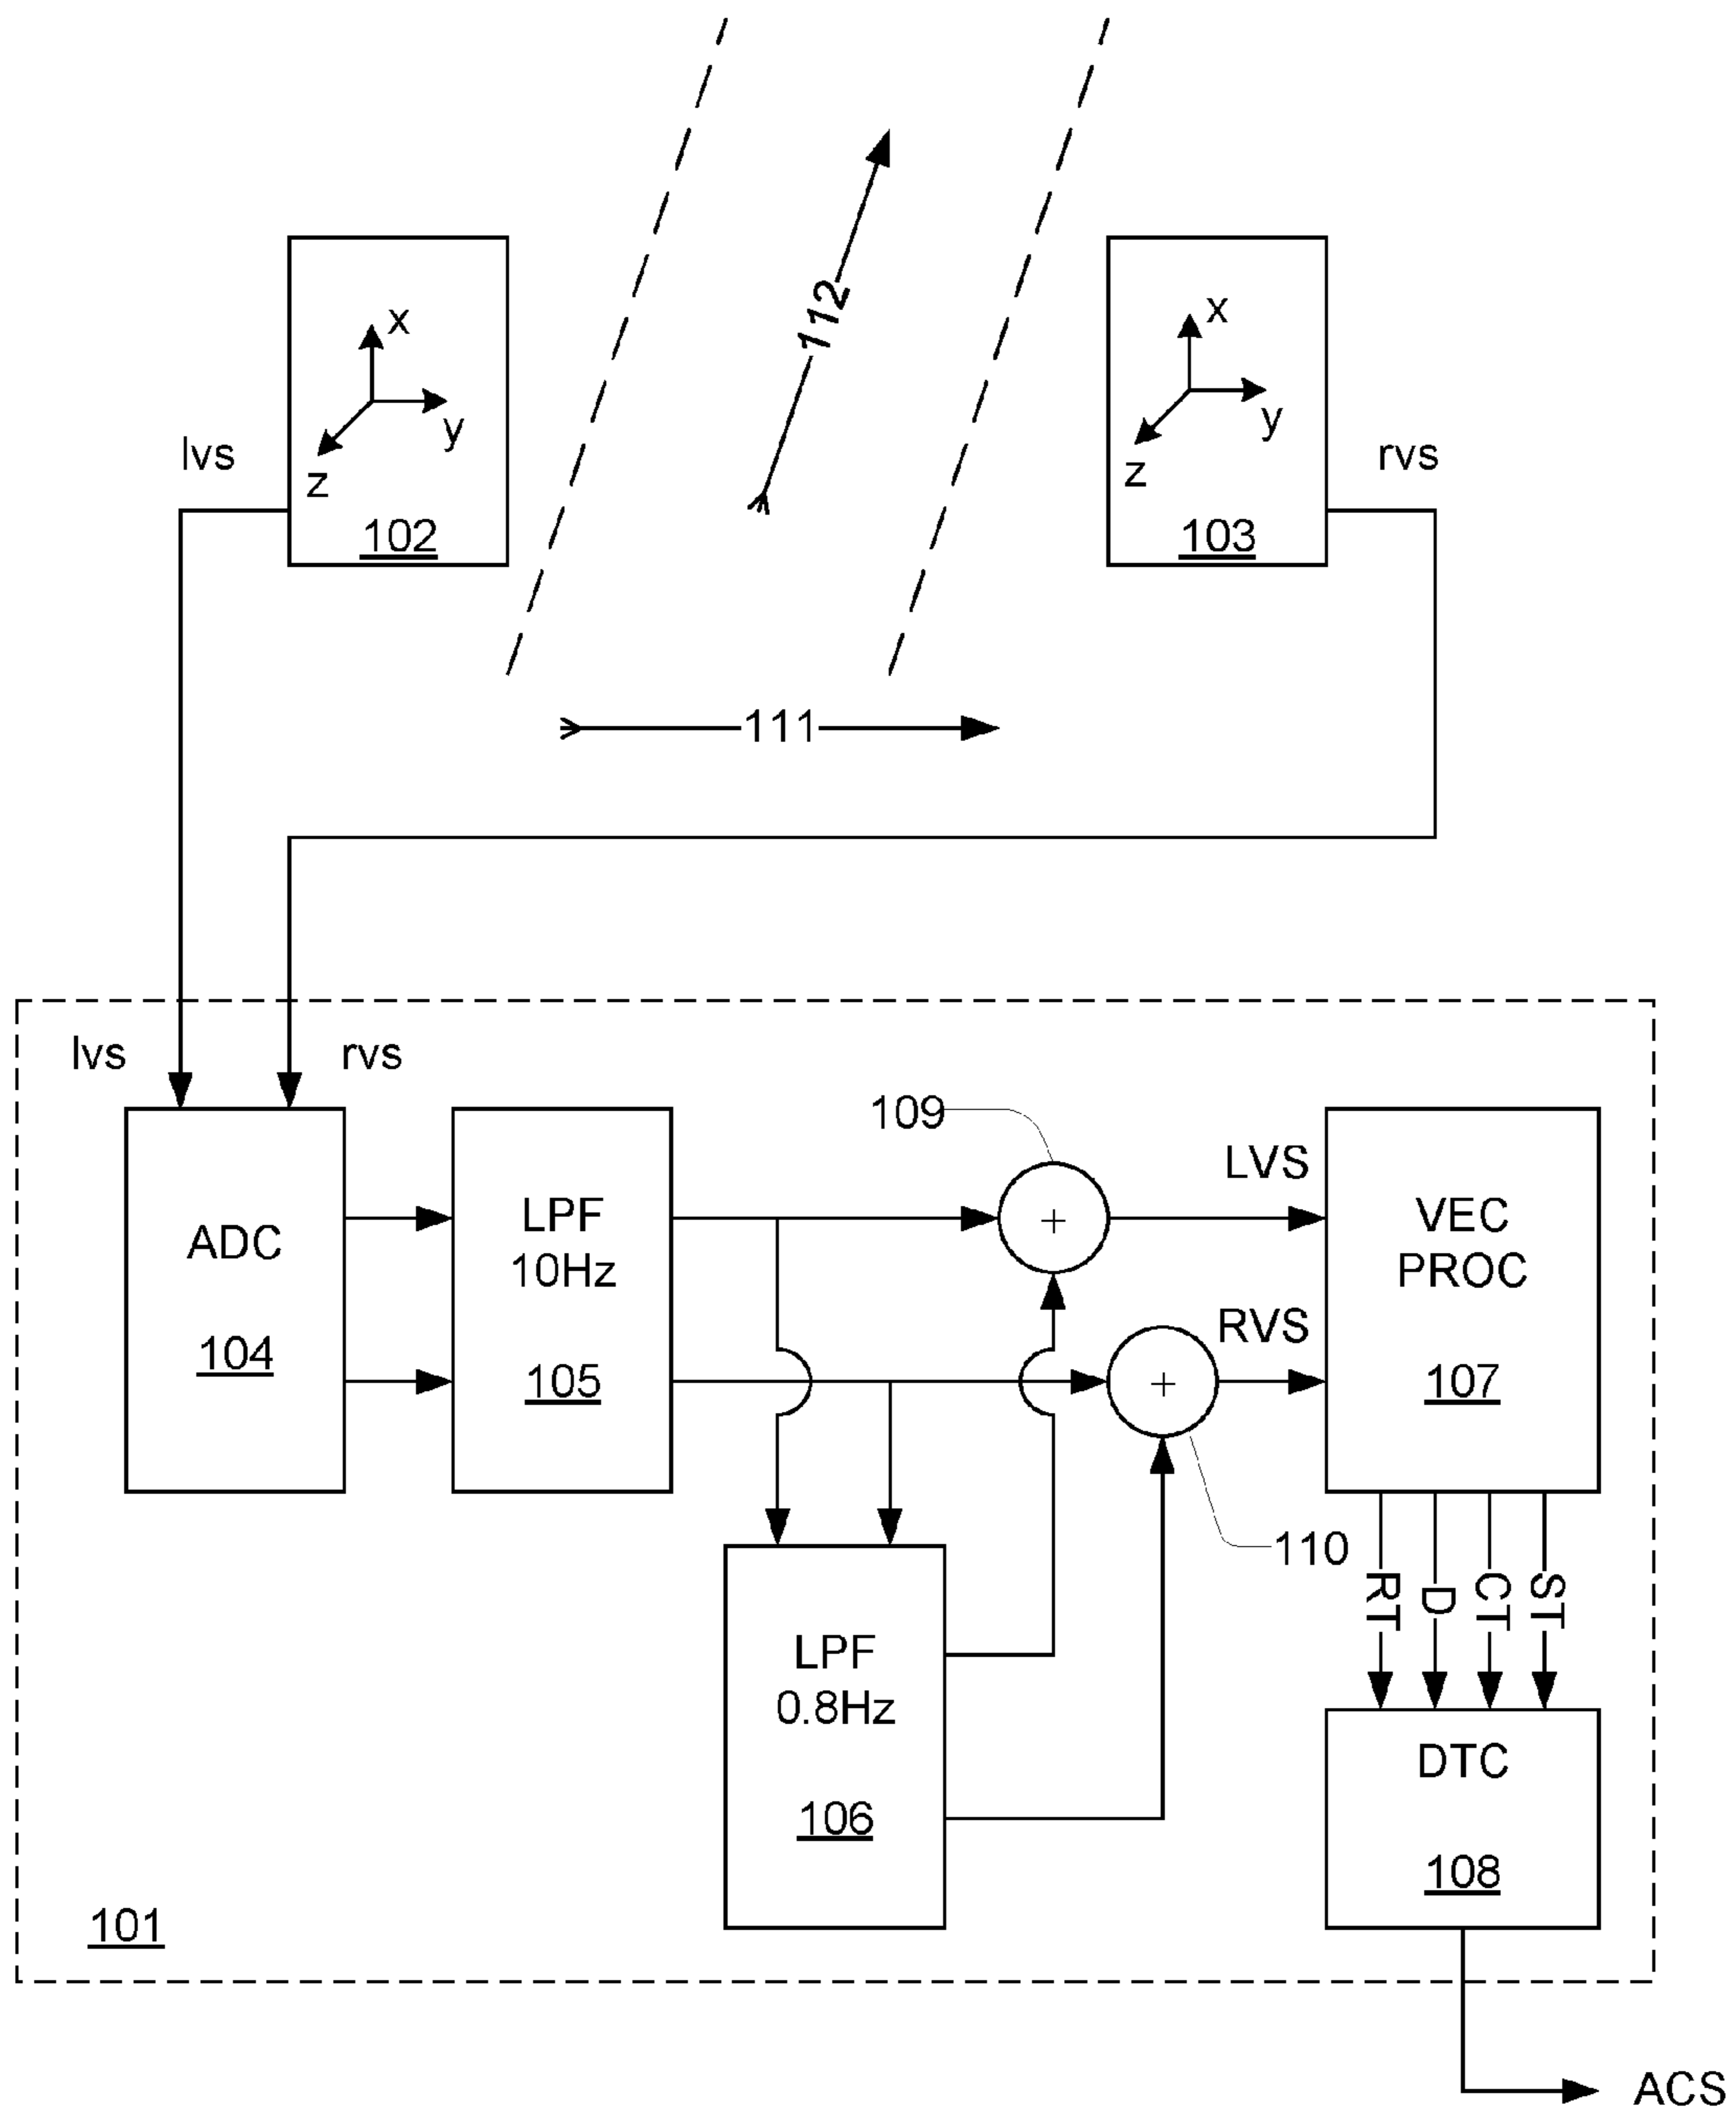 112
x
y
z
102
x
y
z
103
lvs
rvs
111
lvs
rvs
109
LVS
ADC
104
LPF
10Hz
105
+
VEC
PROC
107
RVS
+
110
RT
D
CT
ST
LPF
0.8Hz
106
DTC
108
101
ACS